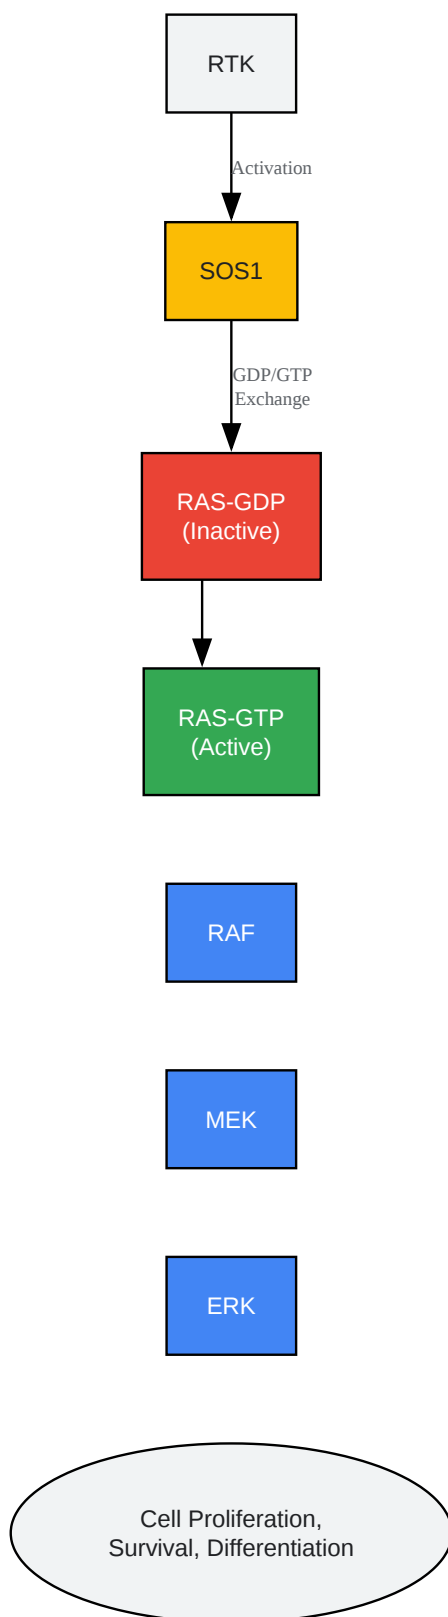 RTK
Activation
SOS1
GDP/GTP
Exchange
RAS-GDP
(Inactive)
RAS-GTP
(Active)
RAF
MEK
ERK
Cell Proliferation,
Survival, Differentiation